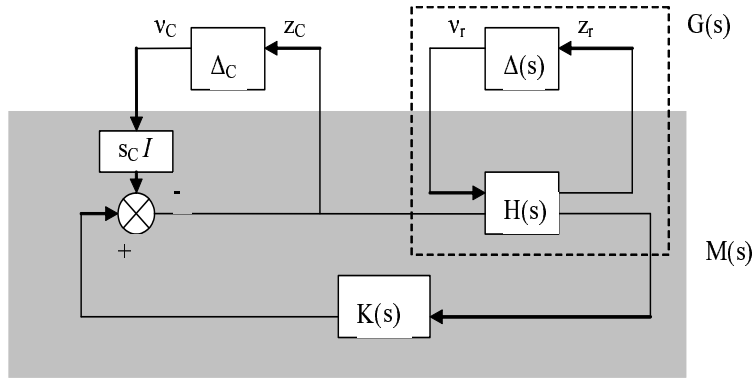 ν_C z_C ν_r z_r G(s)
Δ_C Δ(s)
s_C I
-
H(s)
+
M(s)
K(s)